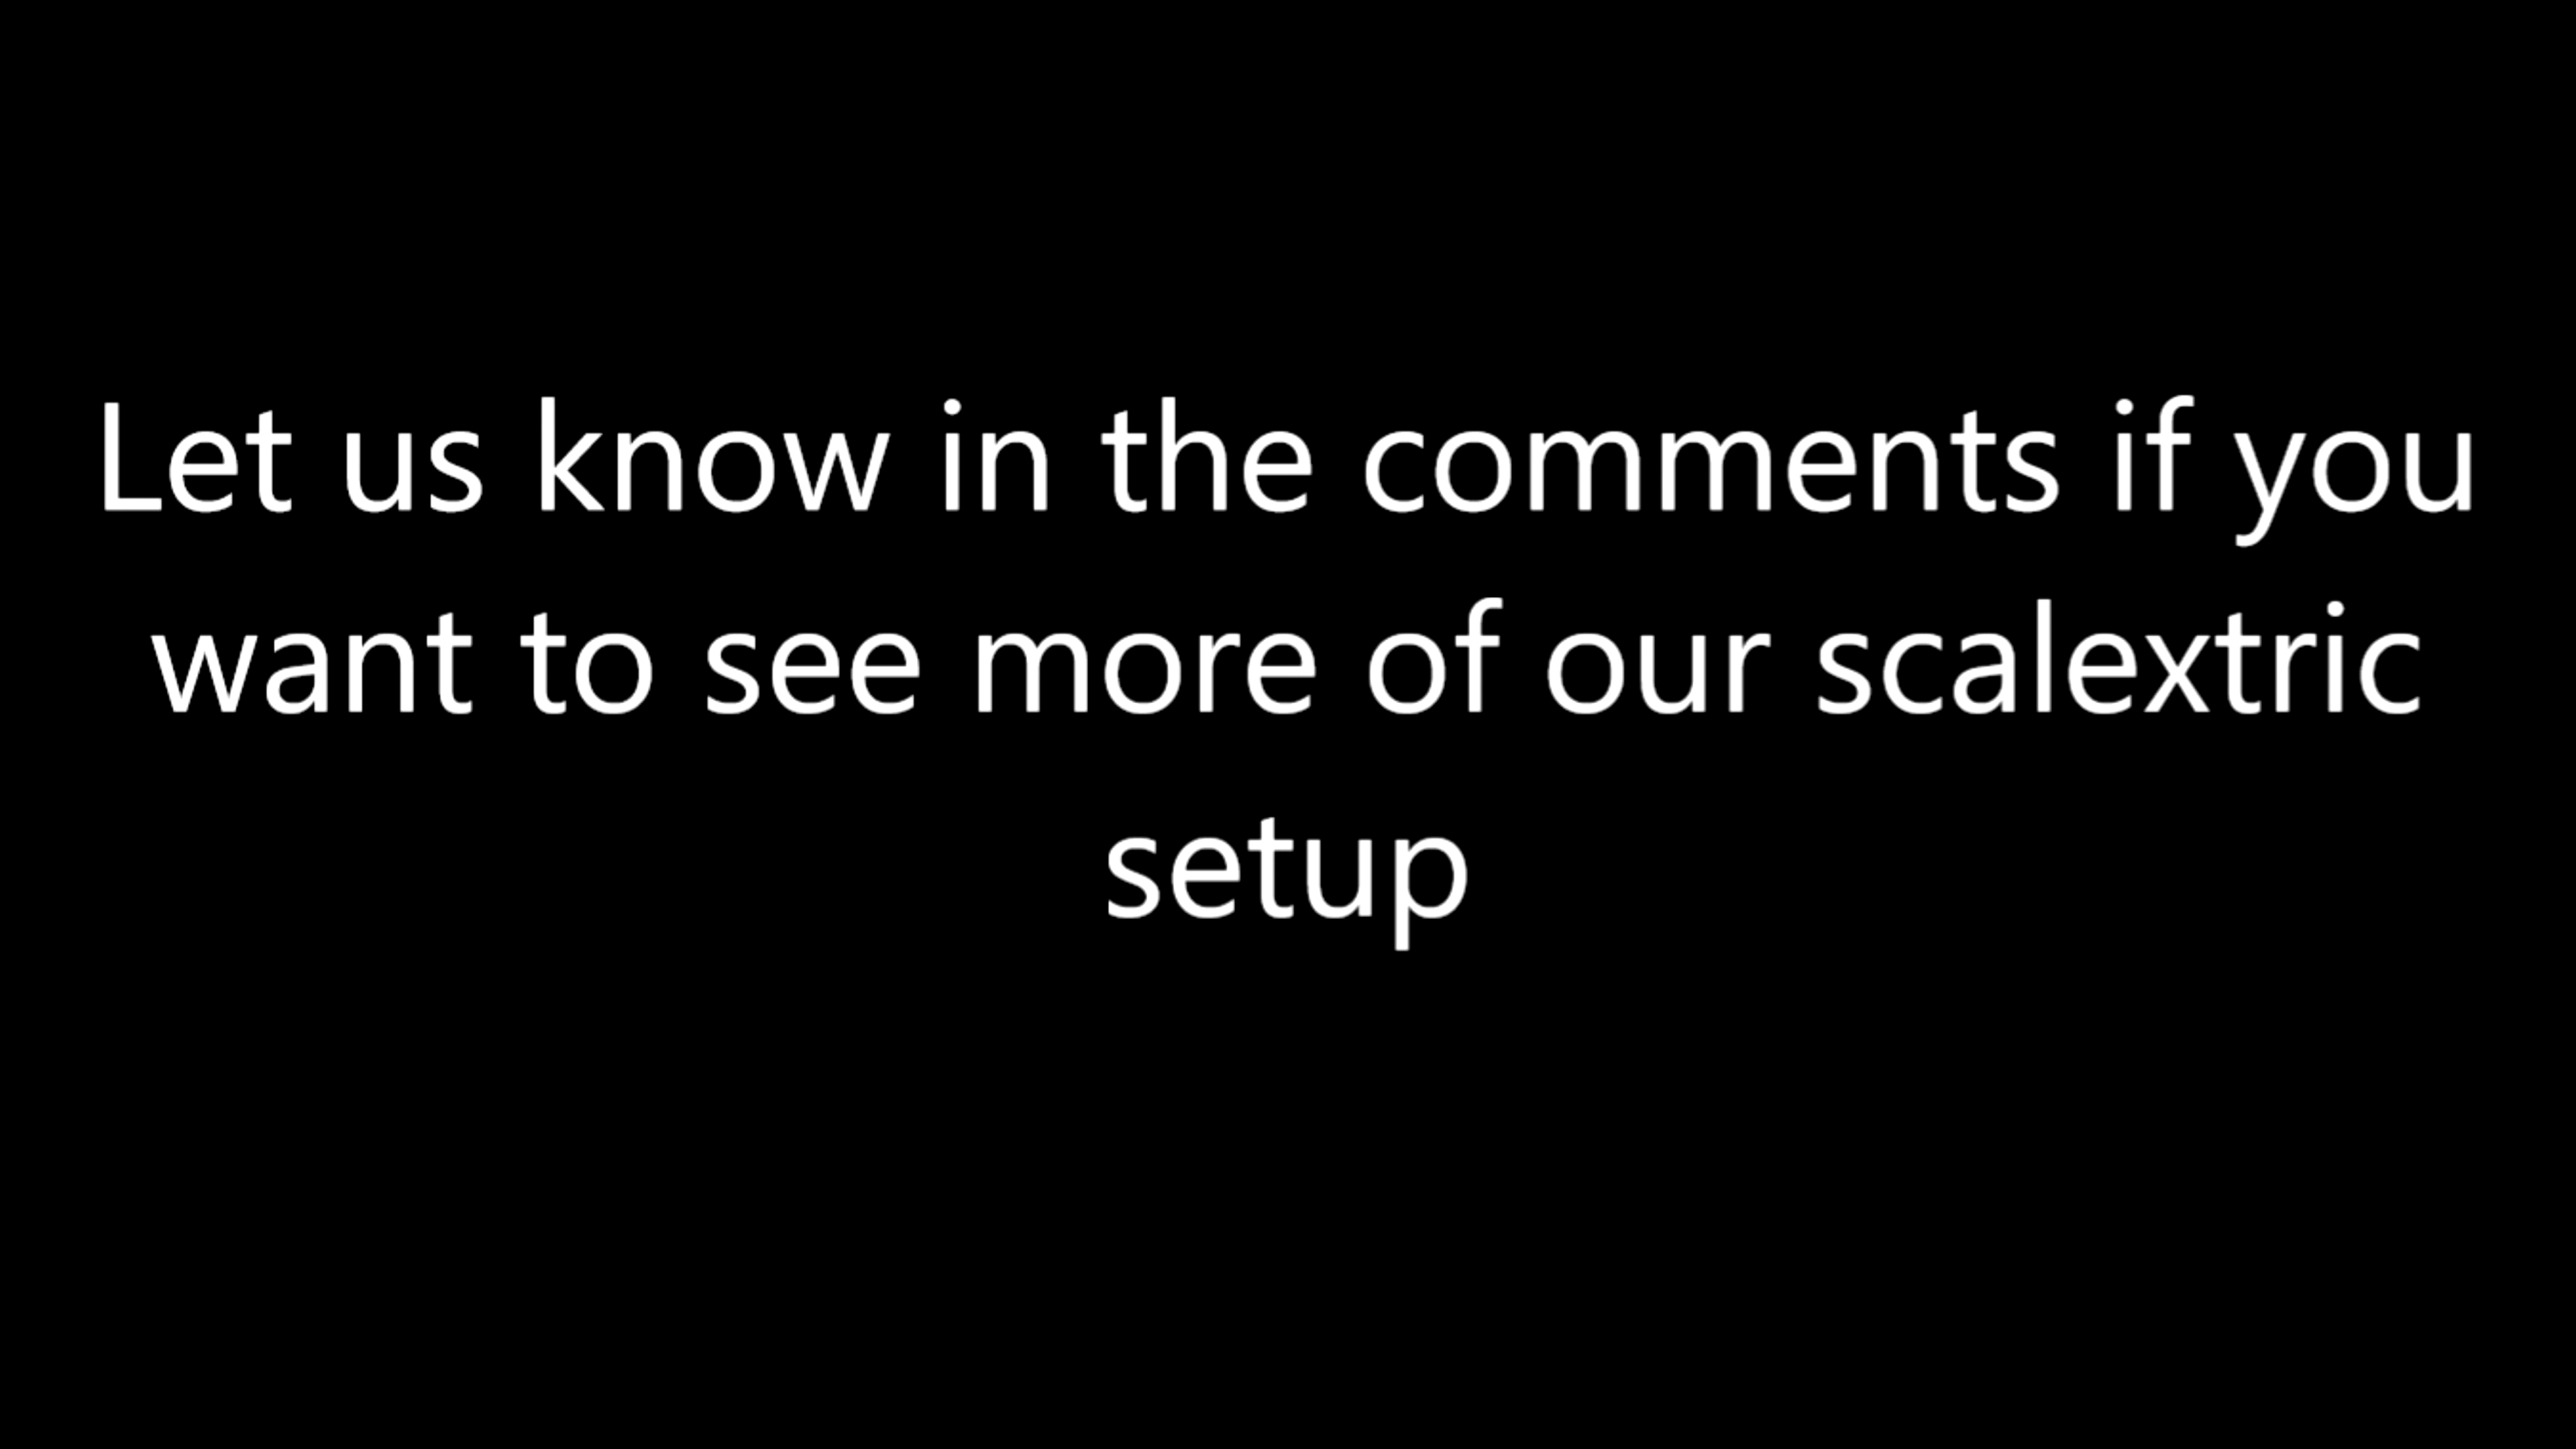 Let us know in the comments if you
want to see more of our scalextric
setup